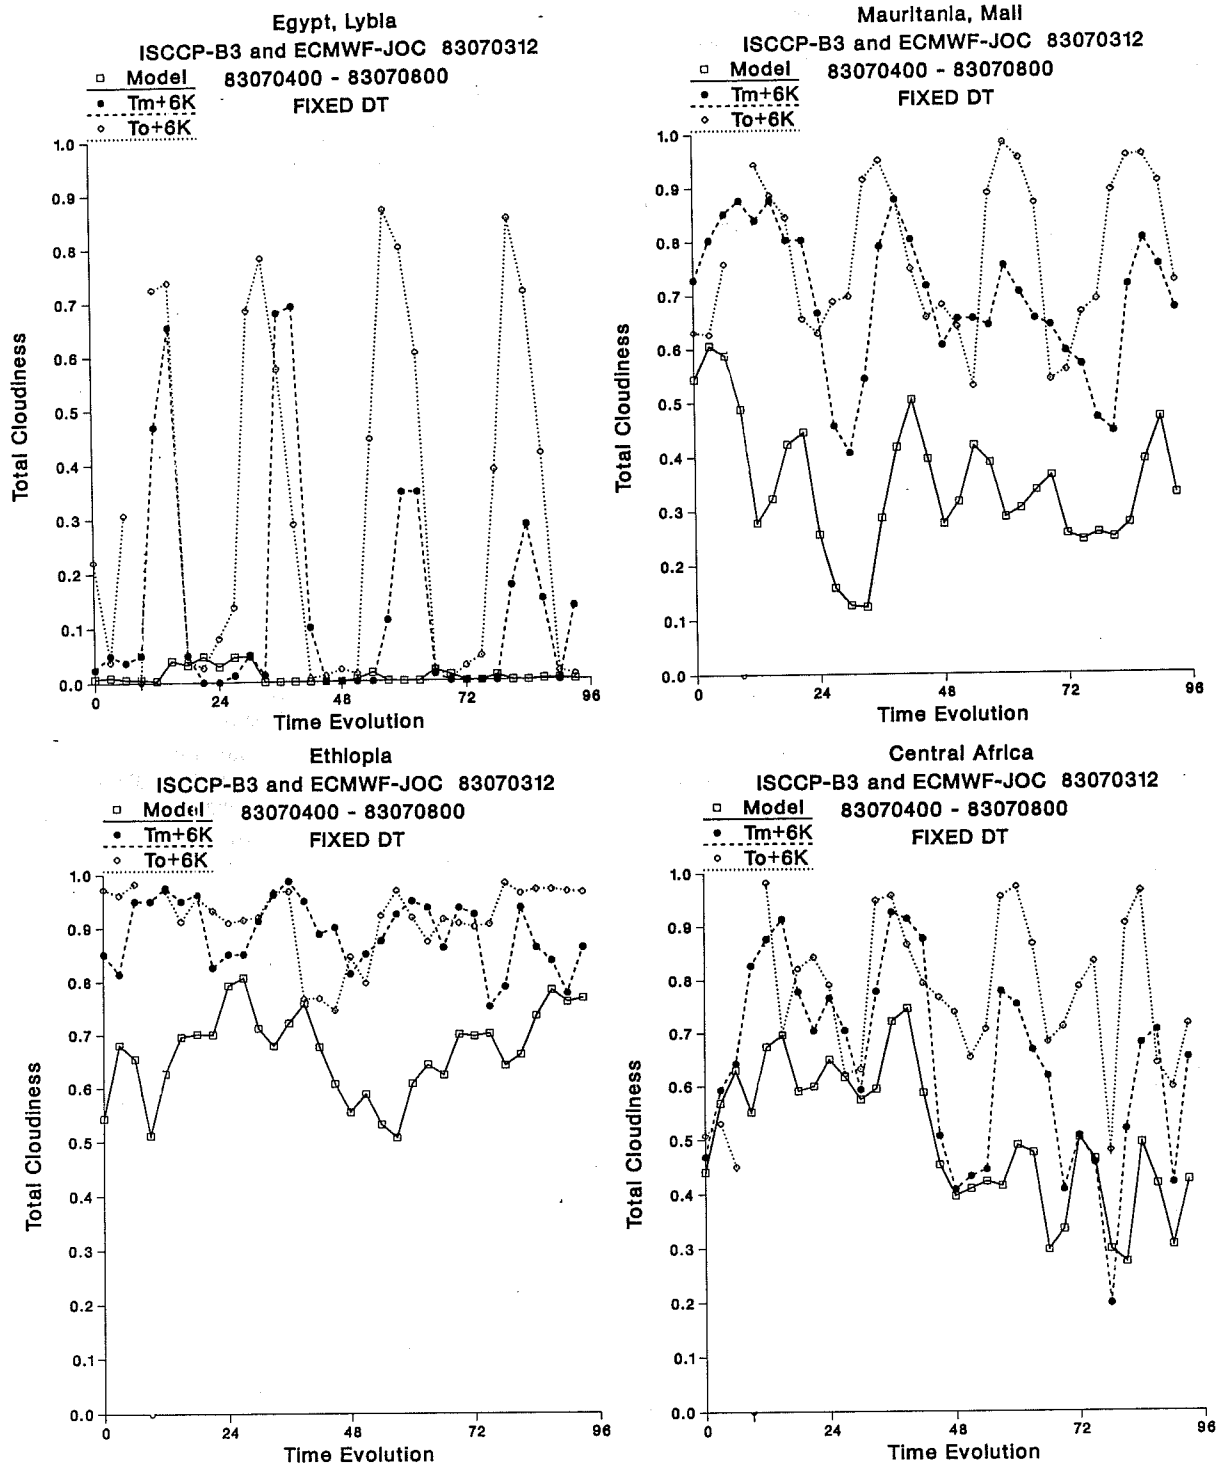 Egypt, Lybia
ISCCP-B3 and ECMWF-JOC 83070312
Model 83070400 - 83070800
Tm+6K FIXED DT
To+6K
1.0
0.9
0.8
0.7
0.6
0.5
0.4
0.3
0.2
0.1
0.0
Total Cloudiness
0 24 48 72 96
Time Evolution
Mauritania, Mali
ISCCP-B3 and ECMWF-JOC 83070312
Model 83070400 - 83070800
Tm+6K FIXED DT
To+6K
1.0
0.9
0.8
0.7
0.6
0.5
0.4
0.3
0.2
0.1
0.0
Total Cloudiness
0 24 48 72 96
Time Evolution
Ethiopia
ISCCP-B3 and ECMWF-JOC 83070312
Model 83070400 - 83070800
Tm+6K FIXED DT
To+6K
1.0
0.9
0.8
0.7
0.6
0.5
0.4
0.3
0.2
0.1
0.0
Total Cloudiness
0 24 48 72 96
Time Evolution
Central Africa
ISCCP-B3 and ECMWF-JOC 83070312
Model 83070400 - 83070800
Tm+6K FIXED DT
To+6K
1.0
0.9
0.8
0.7
0.6
0.5
0.4
0.3
0.2
0.1
0.0
Total Cloudiness
0 24 48 72 96
Time Evolution